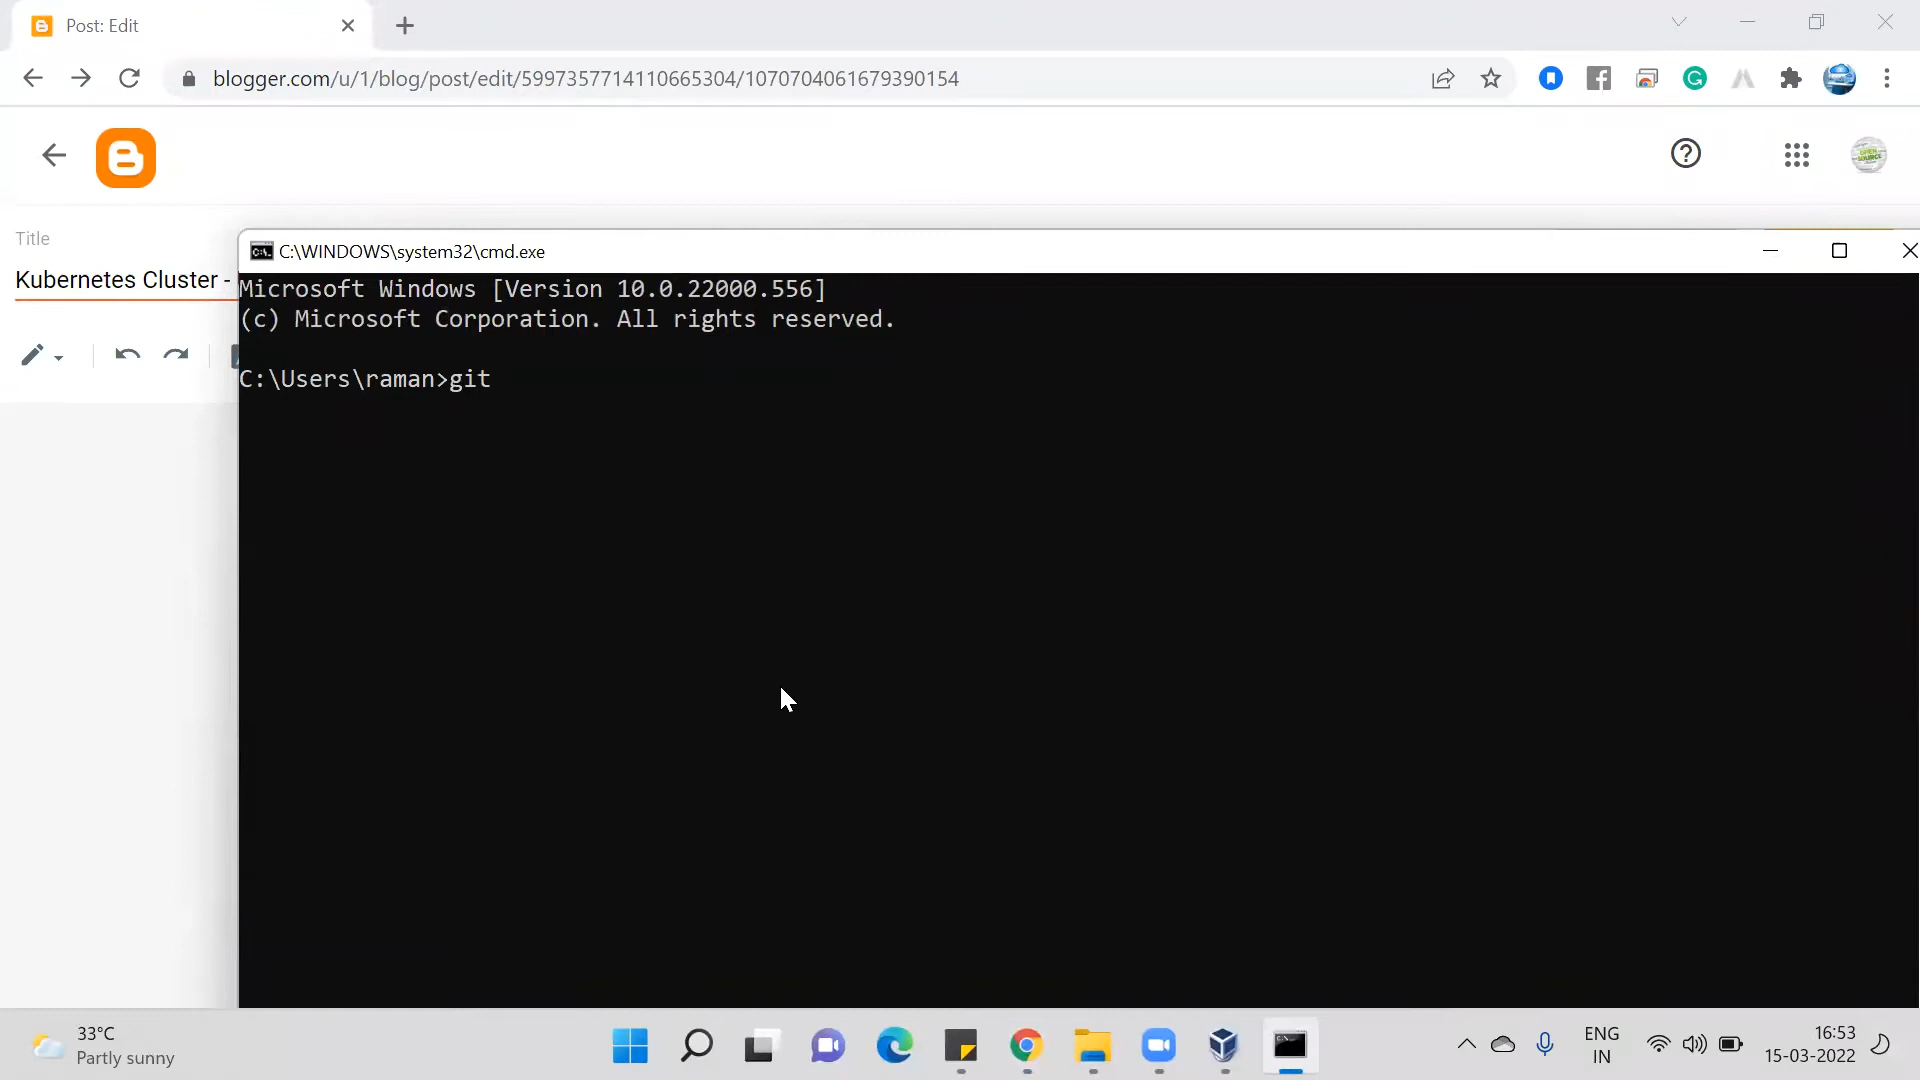 Post: Edit
blogger.com/u/1/blog/post/edit/5997357714110665304/1070704061679390154
Title
Kubernetes Cluster -
C:\WINDOWS\system32\cmd.exe
Microsoft Windows [Version 10.0.22000.556]
(c) Microsoft Corporation. All rights reserved.
C:\Users\raman>git
33°C
Partly sunny
ENG
IN
16:53
15-03-2022